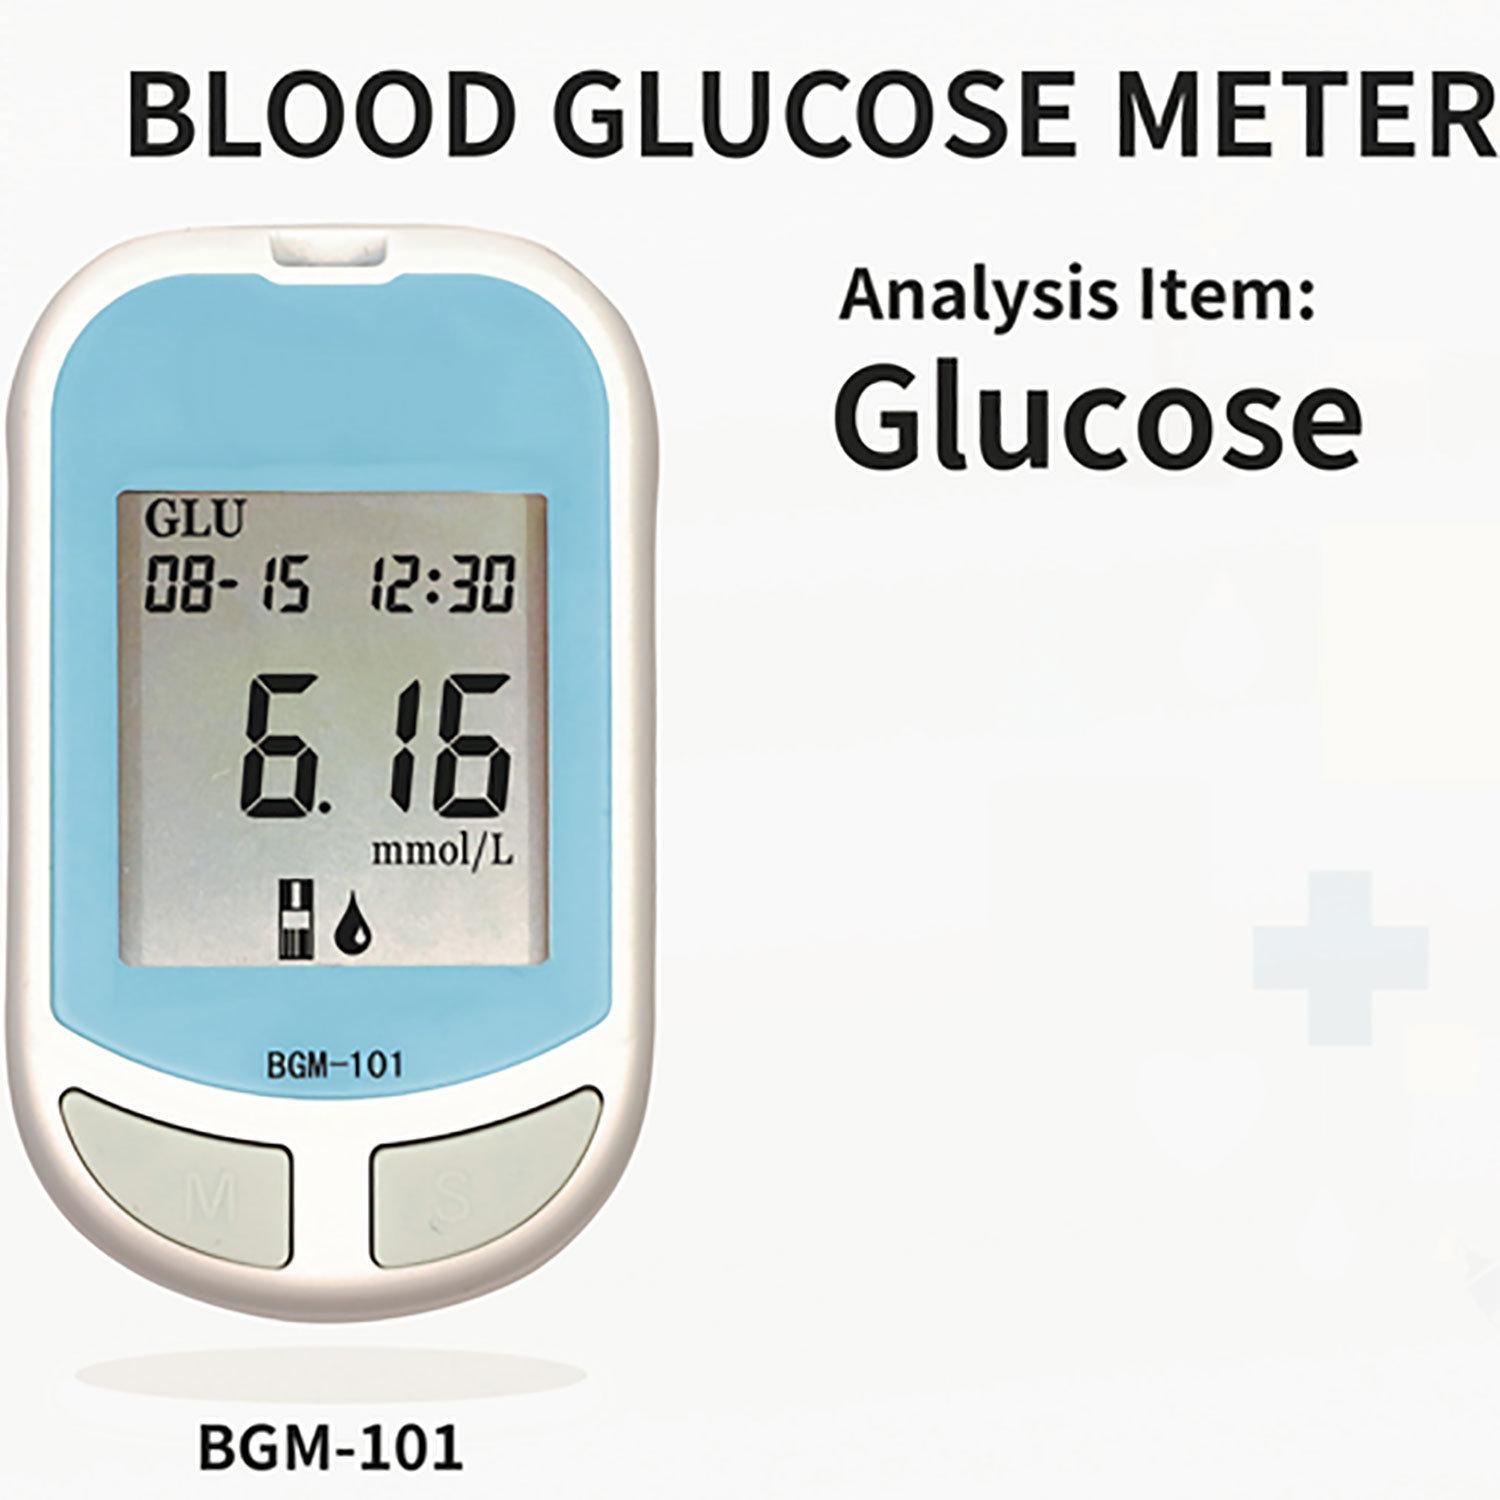 BLOOD GLUCOSE METER
Analysis Item:
Glucose
GLU
08-15 12:30
6.16
mmol/L
BGM-101
M S
BGM-101